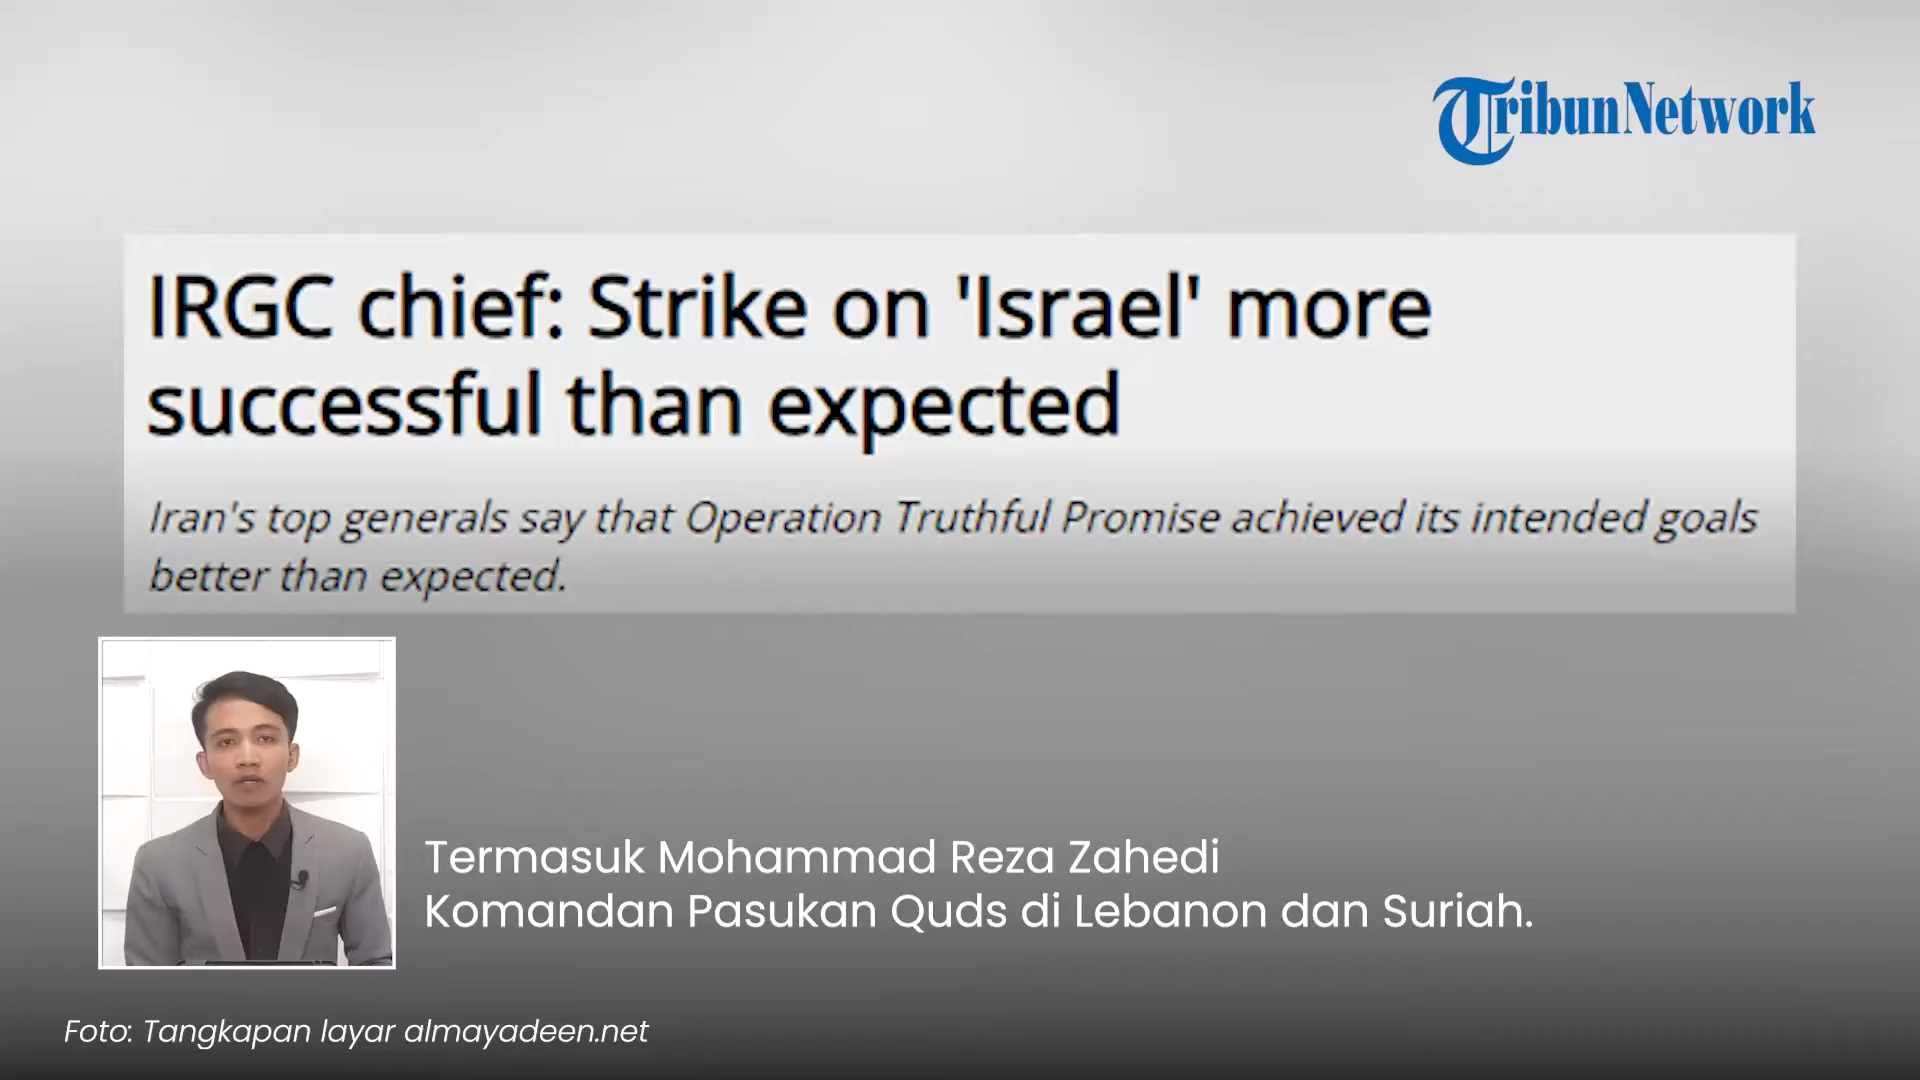 TribunNetwork
IRGC chief: Strike on 'Israel' more
successful than expected
Iran's top generals say that Operation Truthful Promise achieved its intended goals
better than expected.
Termasuk Mohammad Reza Zahedi
Komandan Pasukan Quds di Lebanon dan Suriah.
Foto: Tangkapan layar almayadeen.net